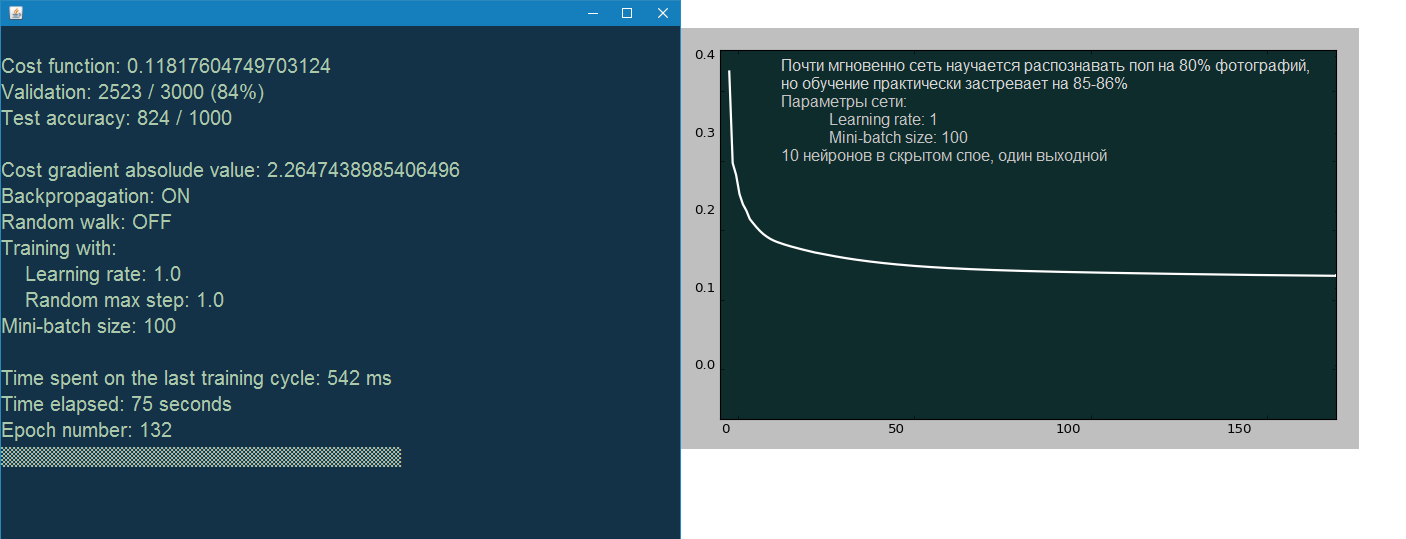 Cost function: 0.11817604749703124
Validation: 2523 / 3000 (84%)
Test accuracy: 824 / 1000
Cost gradient absolude value: 2.2647438985406496
Backpropagation: ON
Random walk: OFF
Training with:
Learning rate: 1.0
Random max step: 1.0
Mini-batch size: 100
Time spent on the last training cycle: 542 ms
Time elapsed: 75 seconds
Epoch number: 132
Почти мгновенно сеть научается распознавать пол на 80% фотографий,
но обучение практически застревает на 85-86%
Параметры сети:
Learning rate: 1
Mini-batch size: 100
10 нейронов в скрытом слое, один выходной
0.4
0.3
0.2
0.1
0.0
0 50 100 150